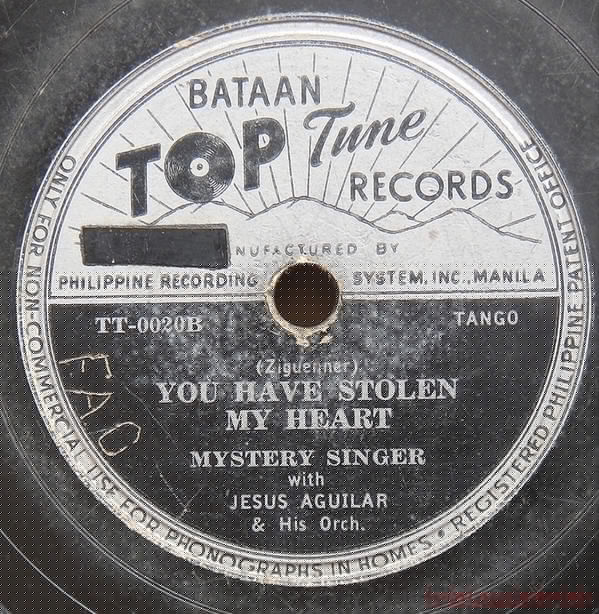 BATAAN
TOP Tune
RECORDS
NUFACTURED BY
PHILIPPINE RECORDING SYSTEM, INC., MANILA
TT-0020B TANGO
(Ziguenner)
YOU HAVE STOLEN
MY HEART
MYSTERY SINGER
with
JESUS AGUILAR
& His Orch.
ONLY FOR NON-COMMERCIAL USE FOR PHONOGRAPHS IN HOMES • REGISTERED PHILIPPINE PATENT OFFICE
FAC